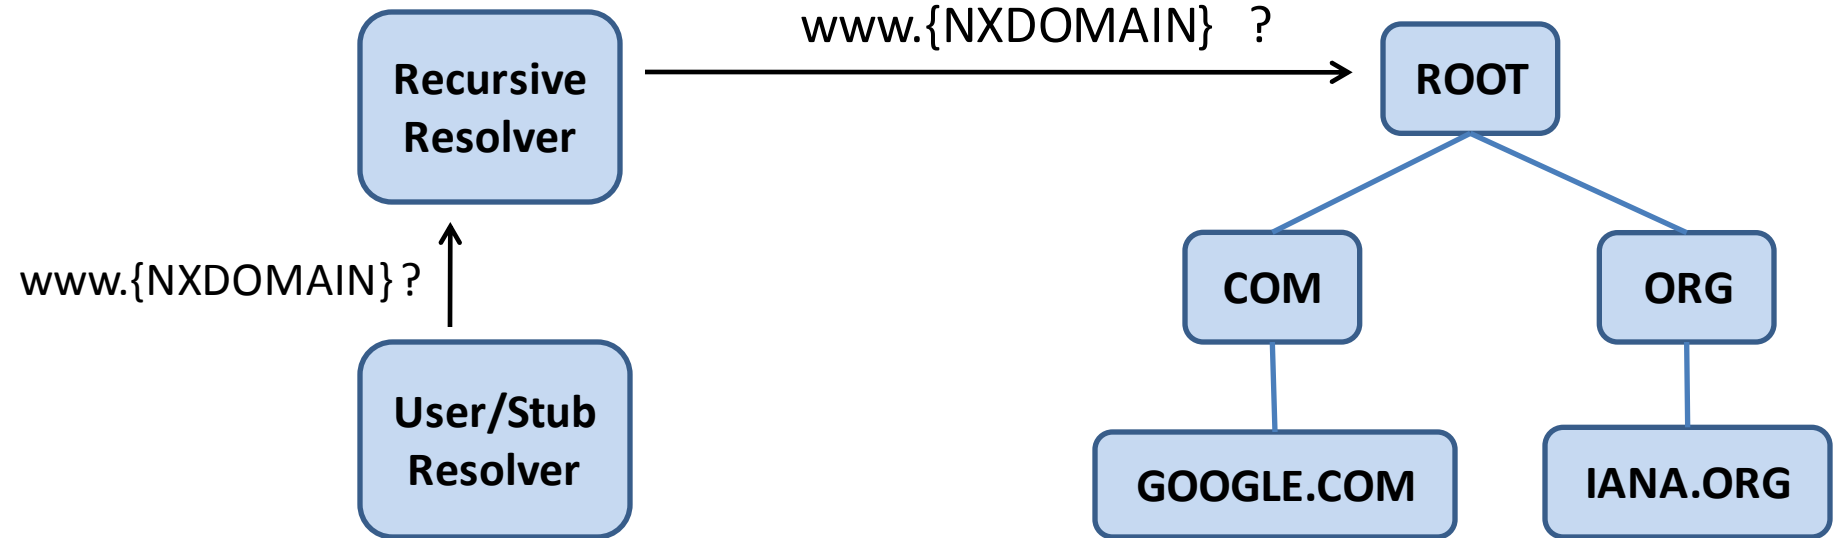 www.{NXDOMAIN} ?
Recursive
Resolver
ROOT
www.{NXDOMAIN} ?
COM
ORG
User/Stub
Resolver
GOOGLE.COM
IANA.ORG